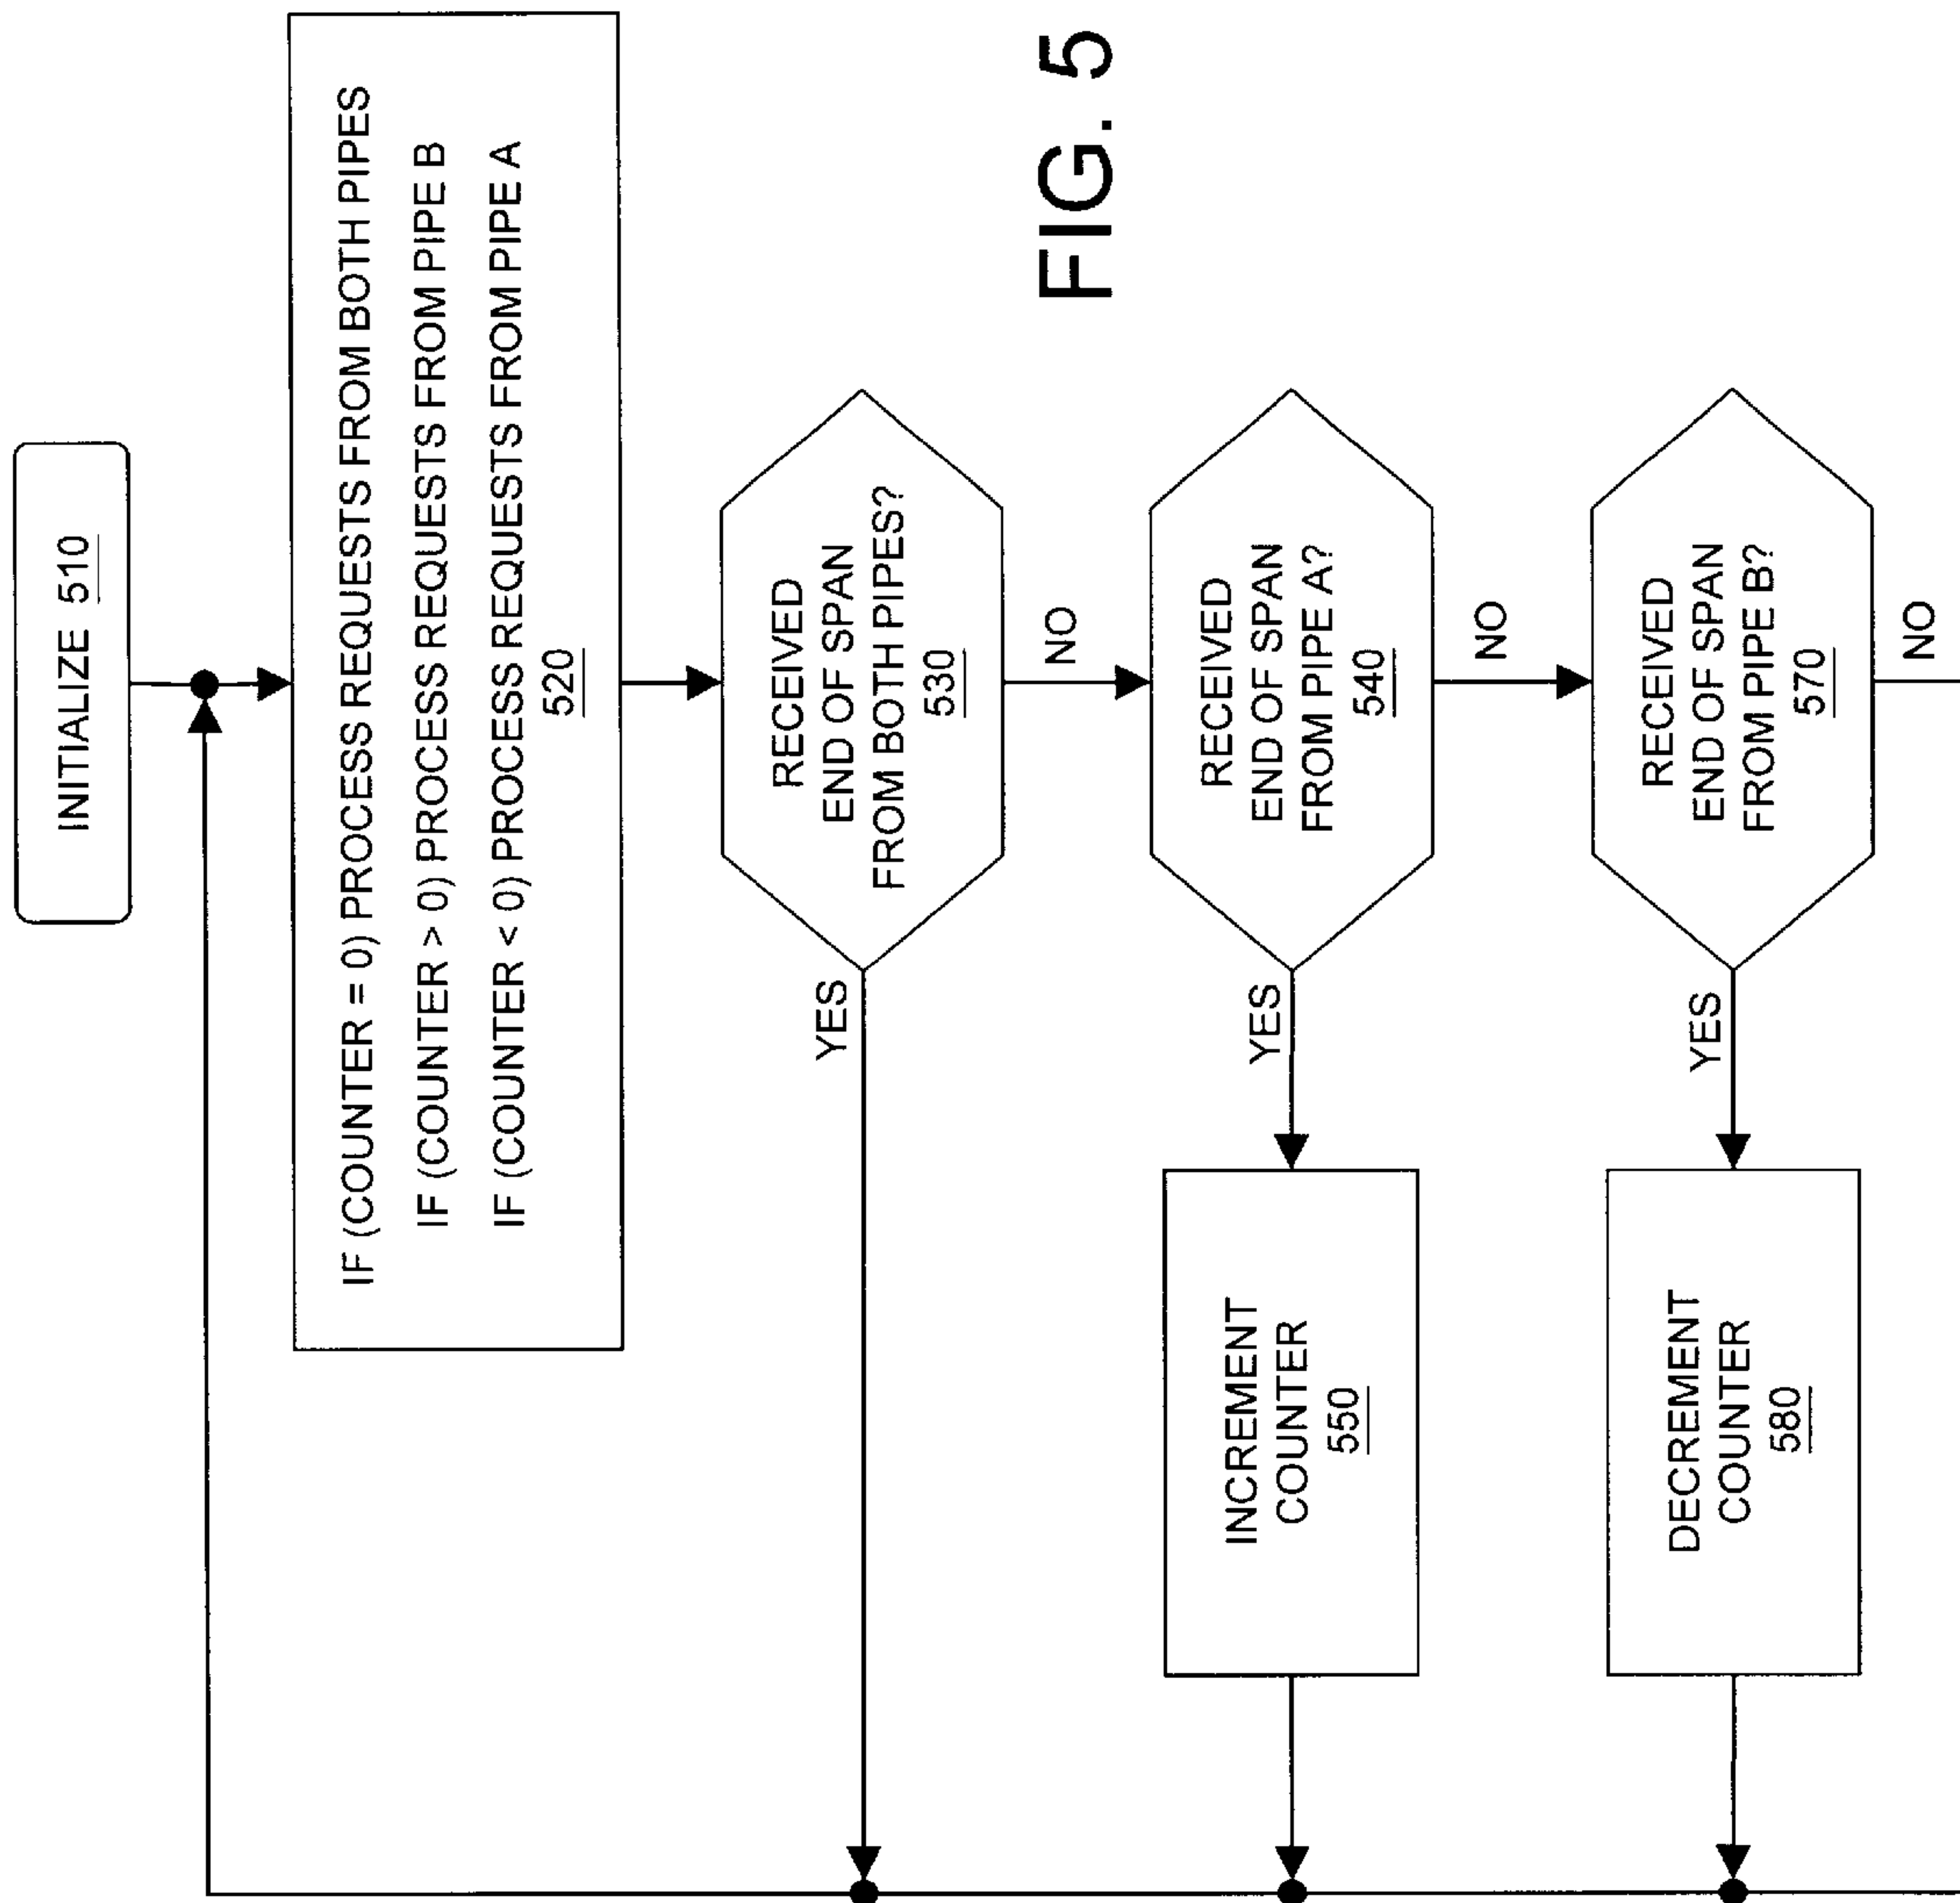 INITIALIZE 510
IF (COUNTER = 0) PROCESS REQUESTS FROM BOTH PIPES
IF (COUNTER > 0) PROCESS REQUESTS FROM PIPE B
IF (COUNTER < 0) PROCESS REQUESTS FROM PIPE A
520
RECEIVED
END OF SPAN
FROM BOTH PIPES?
530
YES
NO
RECEIVED
END OF SPAN
FROM PIPE A?
540
YES
NO
INCREMENT
COUNTER
550
RECEIVED
END OF SPAN
FROM PIPE B?
570
YES
NO
DECREMENT
COUNTER
580
FIG. 5